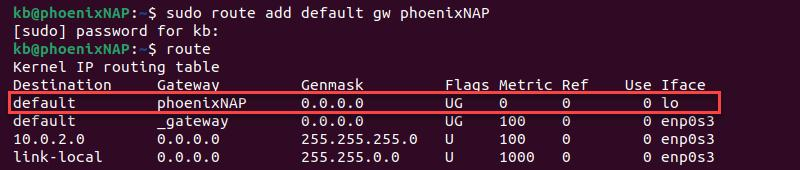 kb@phoenixNAP:~$ sudo route add default gw phoenixNAP
[sudo] password for kb:
kb@phoenixNAP:~$ route
Kernel IP routing table
Destination     Gateway         Genmask         Flags Metric Ref    Use Iface
default         phoenixNAP      0.0.0.0         UG    0      0        0 lo
default         _gateway        0.0.0.0         UG    100    0        0 enp0s3
10.0.2.0        0.0.0.0         255.255.255.0   U     100    0        0 enp0s3
link-local      0.0.0.0         255.255.0.0     U     1000   0        0 enp0s3